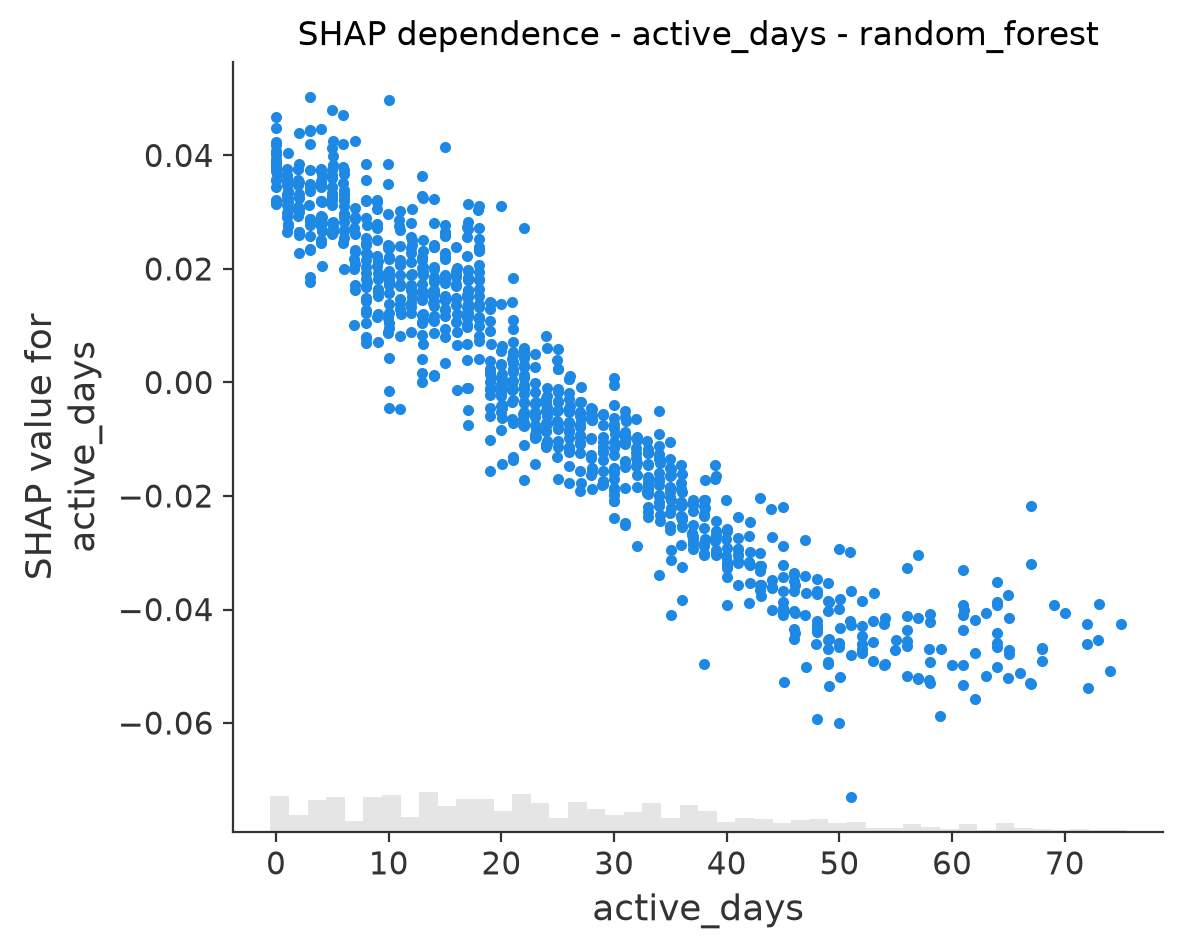 SHAP dependence - active_days - random_forest
SHAP value for
active_days
0.04
0.02
0.00
−0.02
−0.04
−0.06
0 10 20 30 40 50 60 70
active_days